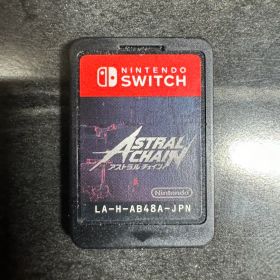 NINTENDO
SWITCH
ASTRAL
CHAIN
アストラル チェイン
Nintendo
LA-H-AB48A-JPN